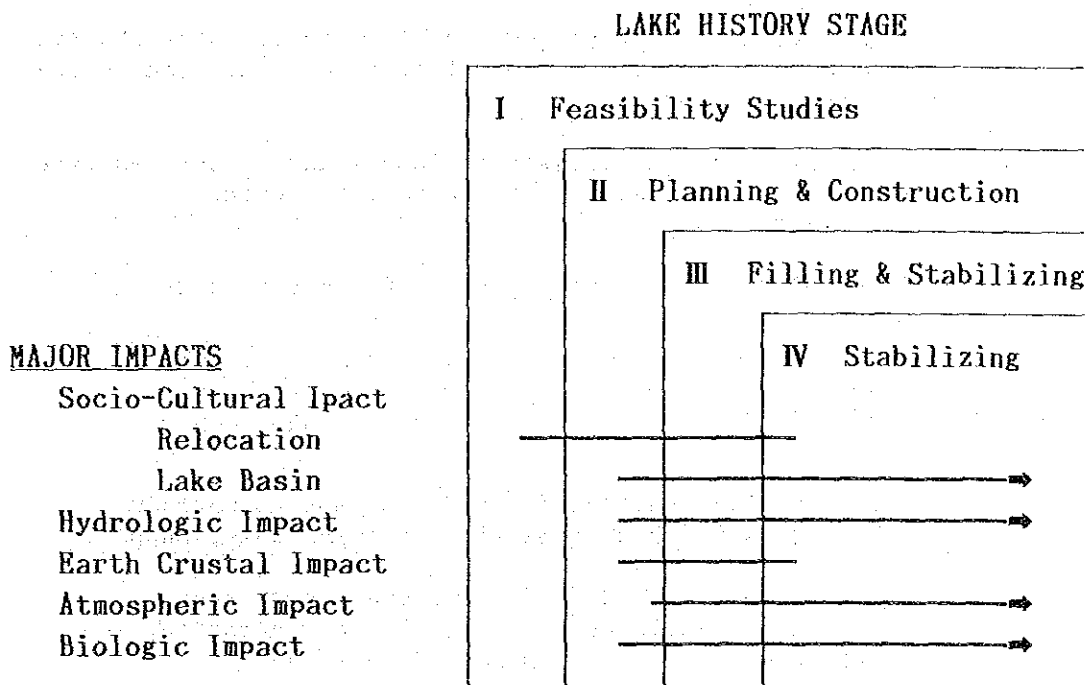 LAKE HISTORY STAGE
I Feasibility Studies
II Planning & Construction
III Filling & Stabilizing
IV Stabilizing
MAJOR IMPACTS
Socio-Cultural Ipact
Relocation
Lake Basin
Hydrologic Impact
Earth Crustal Impact
Atmospheric Impact
Biologic Impact